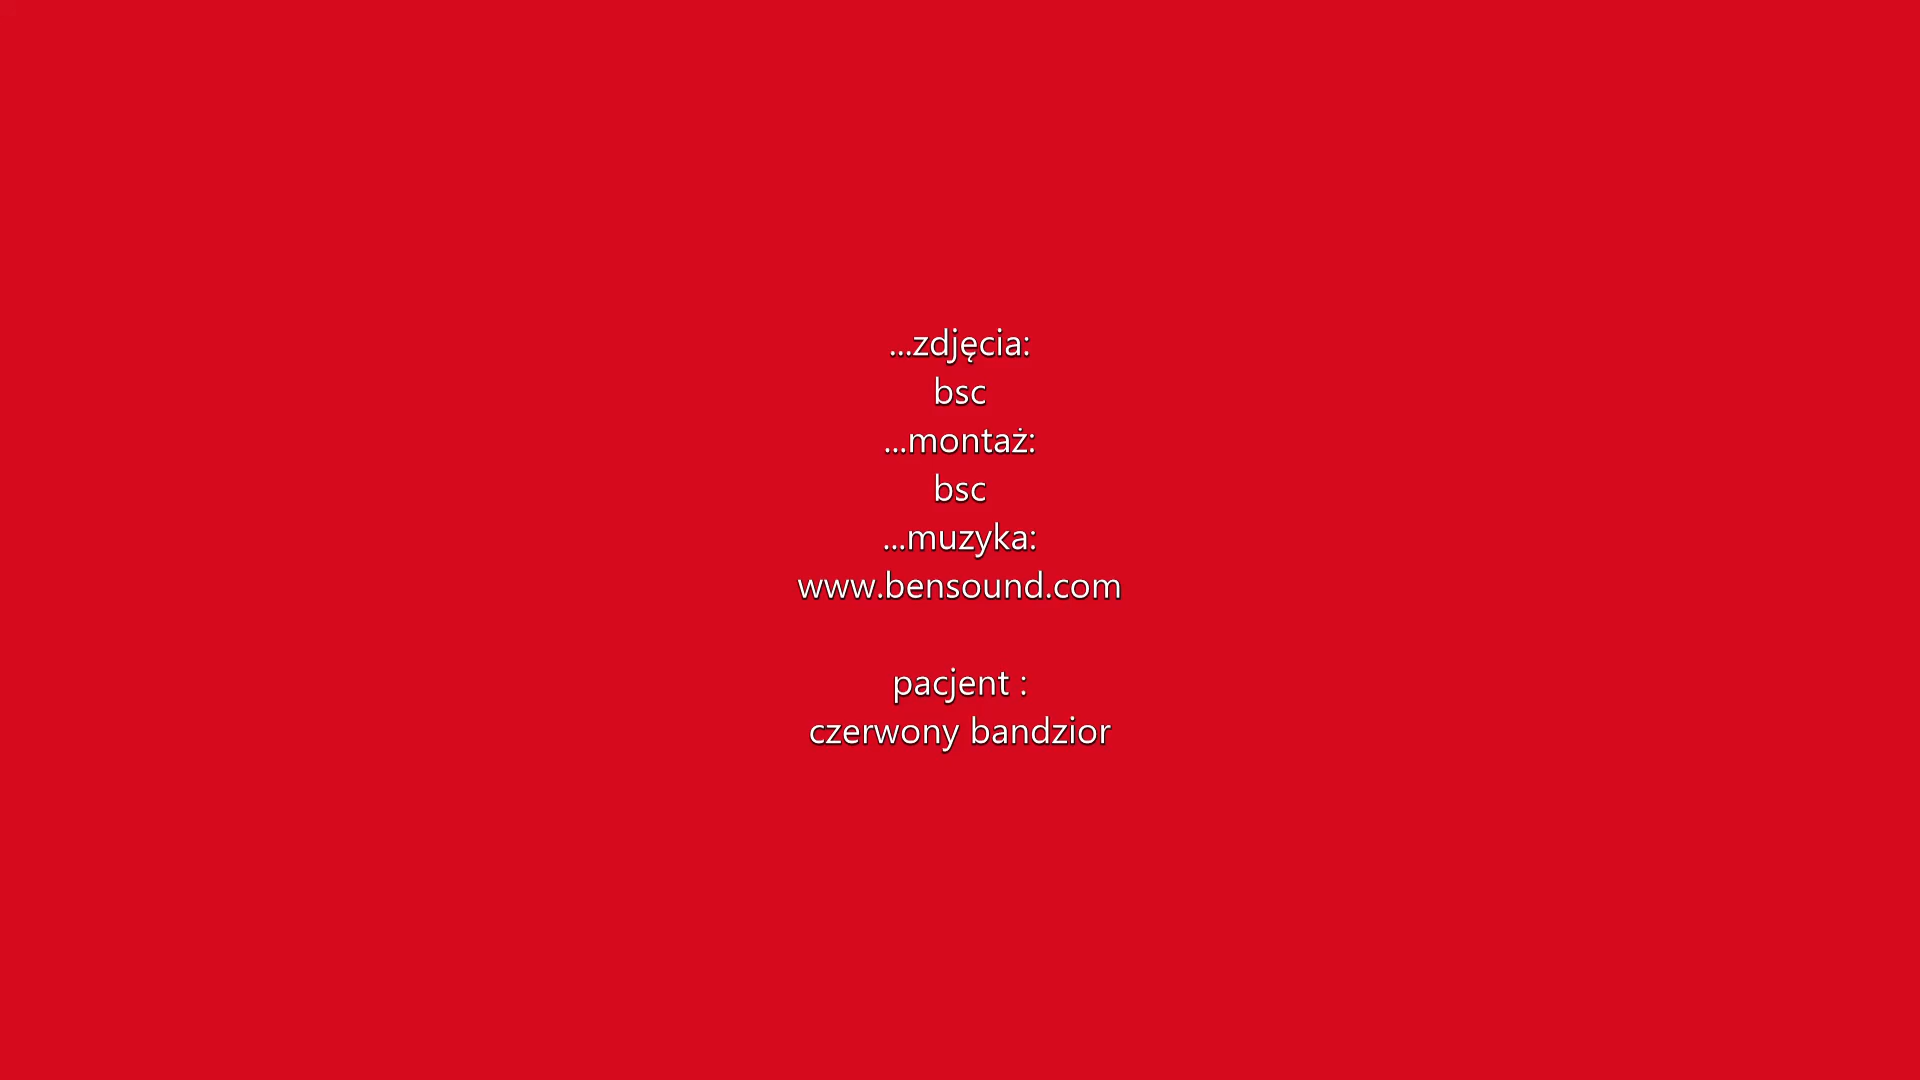 ...zdjęcia:
bsc
...montaż:
bsc
...muzyka:
www.bensound.com
pacjent :
czerwony bandzior